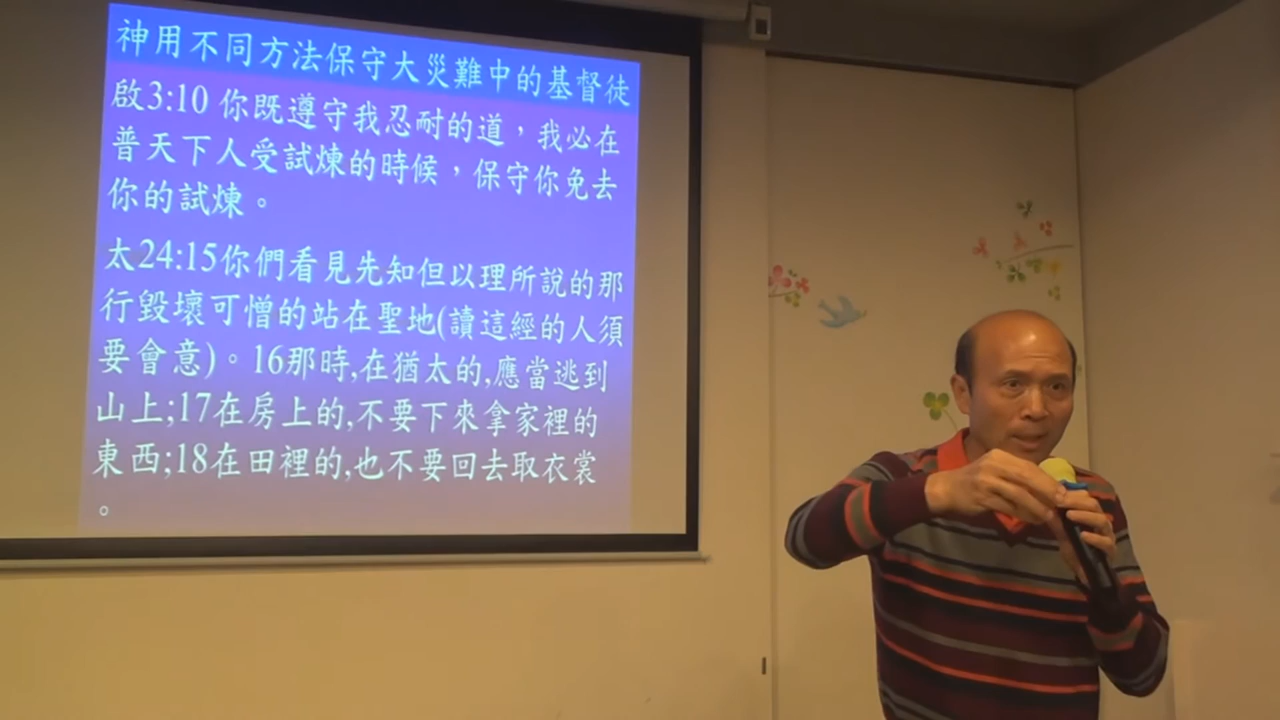 神用不同方法保守大災難中的基督徒
啟3:10 你既遵守我忍耐的道，我必在
普天下人受試煉的時候，保守你免去
你的試煉。
太24:15你們看見先知但以理所說的那
行毀壞可憎的站在聖地(讀這經的人須
要會意)。16那時,在猶太的,應當逃到
山上;17在房上的,不要下來拿家裡的
東西;18在田裡的,也不要回去取衣裳
。